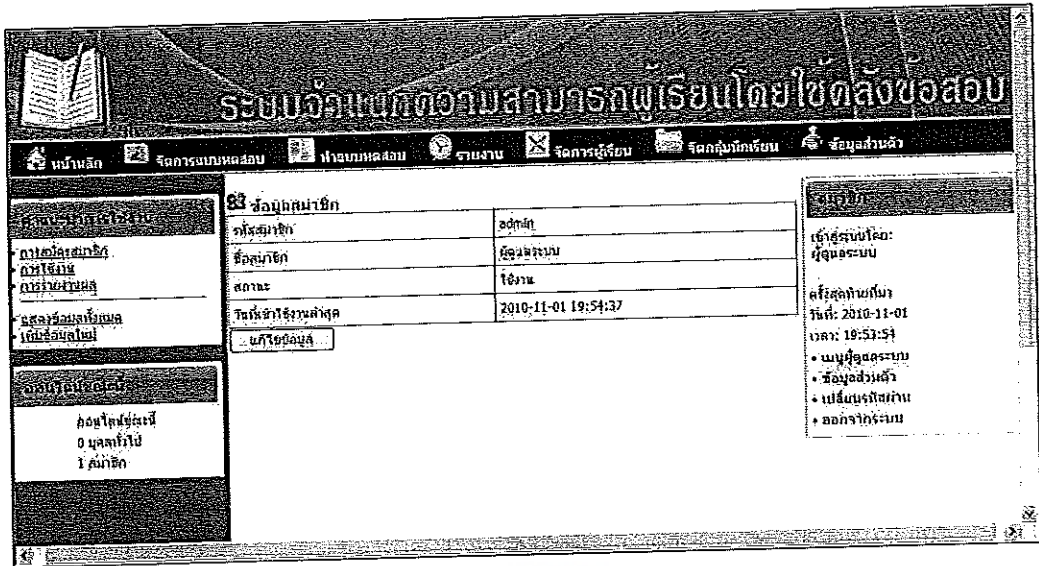 ระบบจำแนกความสามารถผู้เรียนโดยใช้คลังข้อสอบ
หน้าหลัก จัดการแบบทดสอบ ทำแบบทดสอบ รายงาน จัดการผู้เรียน จัดกลุ่มนักเรียน ข้อมูลส่วนตัว
การสมัครสมาชิก
การใช้งาน
การรายงานผล
แสดงข้อมูลทั้งหมด
เพิ่มข้อมูลใหม่
ออนไลน์ขณะนี้
ออนไลน์ขณะนี้
0 บุคคลทั่วไป
1 สมาชิก
ข้อมูลสมาชิก
รหัสสมาชิก admin
ชื่อสมาชิก ผู้ดูแลระบบ
สถานะ ใช้งาน
วันที่เข้าใช้งานล่าสุด 2010-11-01 19:54:37
แก้ไขข้อมูล
สมาชิก
เข้าสู่ระบบโดย:
ผู้ดูแลระบบ
ครั้งสุดท้ายที่มา
วันที่: 2010-11-01
เวลา: 19:53:54
• เมนูผู้ดูแลระบบ
• ข้อมูลส่วนตัว
• เปลี่ยนรหัสผ่าน
• ออกจากระบบ